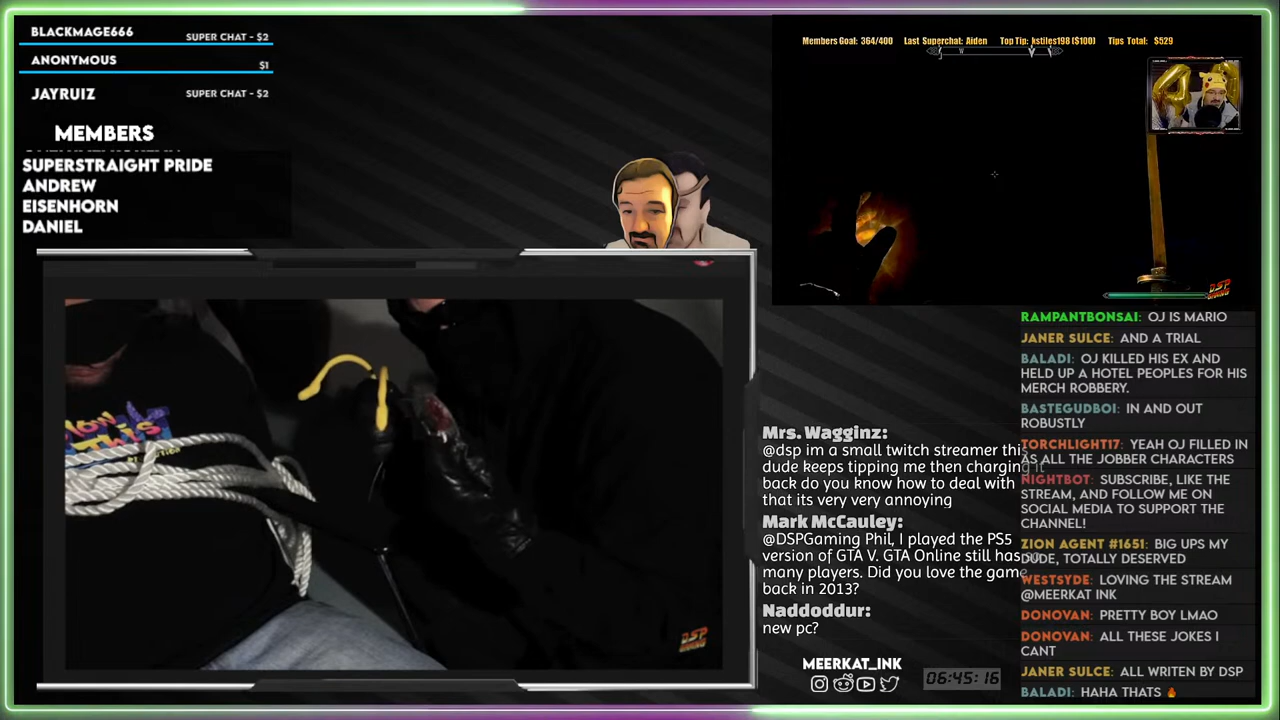 BLACKMAGE666
SUPER CHAT - $2
ANONYMOUS
$1
JAYRUIZ
SUPER CHAT - $2
MEMBERS
SUPERSTRAIGHT PRIDE
ANDREW
EISENHORN
DANIEL
Members Goal: 364/400 Last Superchat: Aiden Top Tip: kstiles198 ($100) Tips Total: $529
DSP
GAMING
THIS
DSP
GAMING
Mrs. Wagginz:
@dsp im a small twitch streamer this
dude keeps tipping me then charging it
back do you know how to deal with
that its very very annoying
Mark McCauley:
@DSPGaming Phil, I played the PS5
version of GTA V. GTA Online still has so
many players. Did you love the game
back in 2013?
Naddoddur:
new pc?
MEERKAT_INK
06:45:16
RAMPANTBONSAI: OJ IS MARIO
JANER SULCE: AND A TRIAL
BALADI: OJ KILLED HIS EX AND
HELD UP A HOTEL PEOPLES FOR HIS
MERCH ROBBERY.
BASTEGUDBOI: IN AND OUT
ROBUSTLY
TORCHLIGHT17: YEAH OJ FILLED IN
AS ALL THE JOBBER CHARACTERS
NIGHTBOT: SUBSCRIBE, LIKE THE
STREAM, AND FOLLOW ME ON
SOCIAL MEDIA TO SUPPORT THE
CHANNEL!
ZION AGENT #1651: BIG UPS MY
DUDE, TOTALLY DESERVED
WESTSYDE: LOVING THE STREAM
@MEERKAT INK
DONOVAN: PRETTY BOY LMAO
DONOVAN: ALL THESE JOKES I
CANT
JANER SULCE: ALL WRITEN BY DSP
BALADI: HAHA THATS 🔥